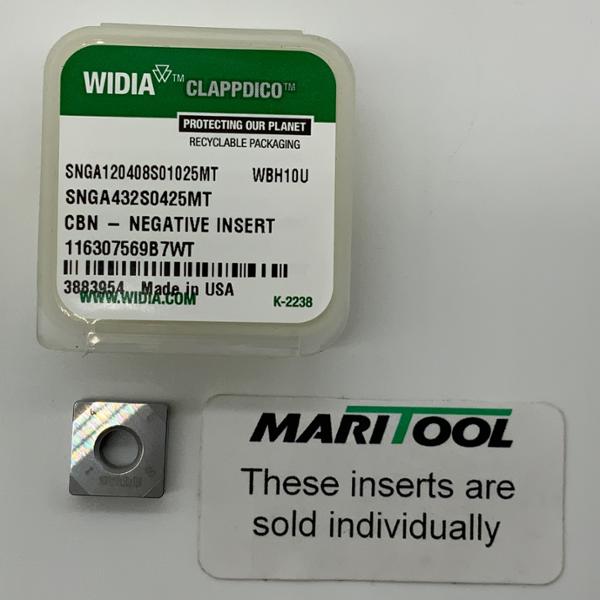 WIDIA™ CLAPPDICO™
PROTECTING OUR PLANET
RECYCLABLE PACKAGING
SNGA120408S01025MT WBH10U
SNGA432S0425MT
CBN – NEGATIVE INSERT
116307569B7WT
3883954 Made in USA
WWW.WIDIA.COM K-2238
MARITOOL
These inserts are
sold individually